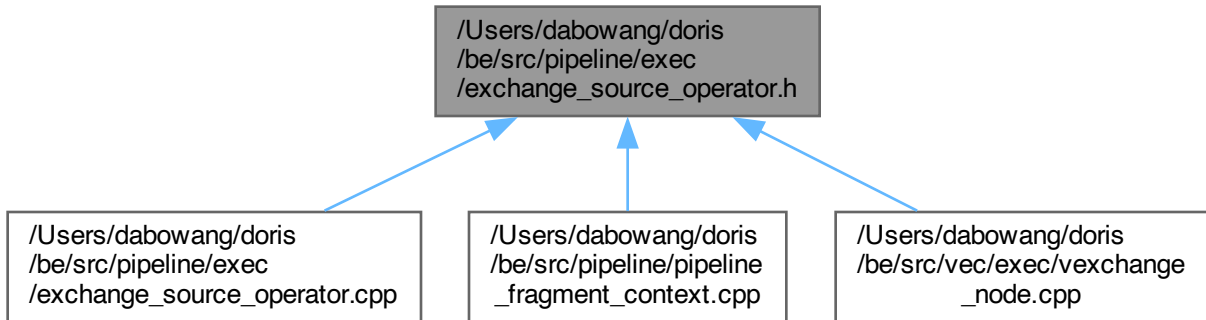 /Users/dabowang/doris
/be/src/pipeline/exec
/exchange_source_operator.h
/Users/dabowang/doris
/be/src/pipeline/exec
/exchange_source_operator.cpp
/Users/dabowang/doris
/be/src/pipeline/pipeline
_fragment_context.cpp
/Users/dabowang/doris
/be/src/vec/exec/vexchange
_node.cpp